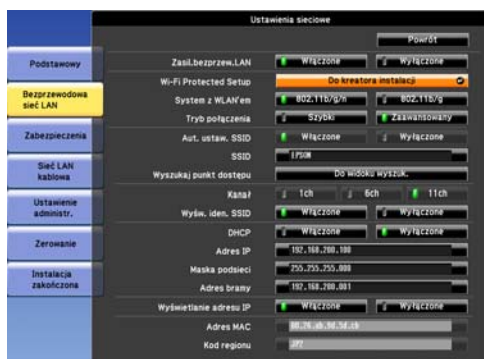 Ustawienia sieciowe
Powrót
Podstawowy
Bezprzewodowa
sieć LAN
Zabezpieczenia
Sieć LAN
kablowa
Ustawienie
administr.
Zerowanie
Instalacja
zakończona
Zasil.bezprzew.LAN Włączone Wyłączone
Wi-Fi Protected Setup Do kreatora instalacji
System z WLAN'em 802.11b/g/n 802.11b/g
Tryb połączenia Szybki Zaawansowany
Aut. ustaw. SSID Włączone Wyłączone
SSID EPSON
Wyszukaj punkt dostępu Do widoku wyszuk.
Kanał 1ch 6ch 11ch
Wyśw. iden. SSID Włączone Wyłączone
DHCP Włączone Wyłączone
Adres IP 192.168.200.100
Maska podsieci 255.255.255.000
Adres bramy 192.168.200.001
Wyświetlanie adresu IP Włączone Wyłączone
Adres MAC
Kod regionu